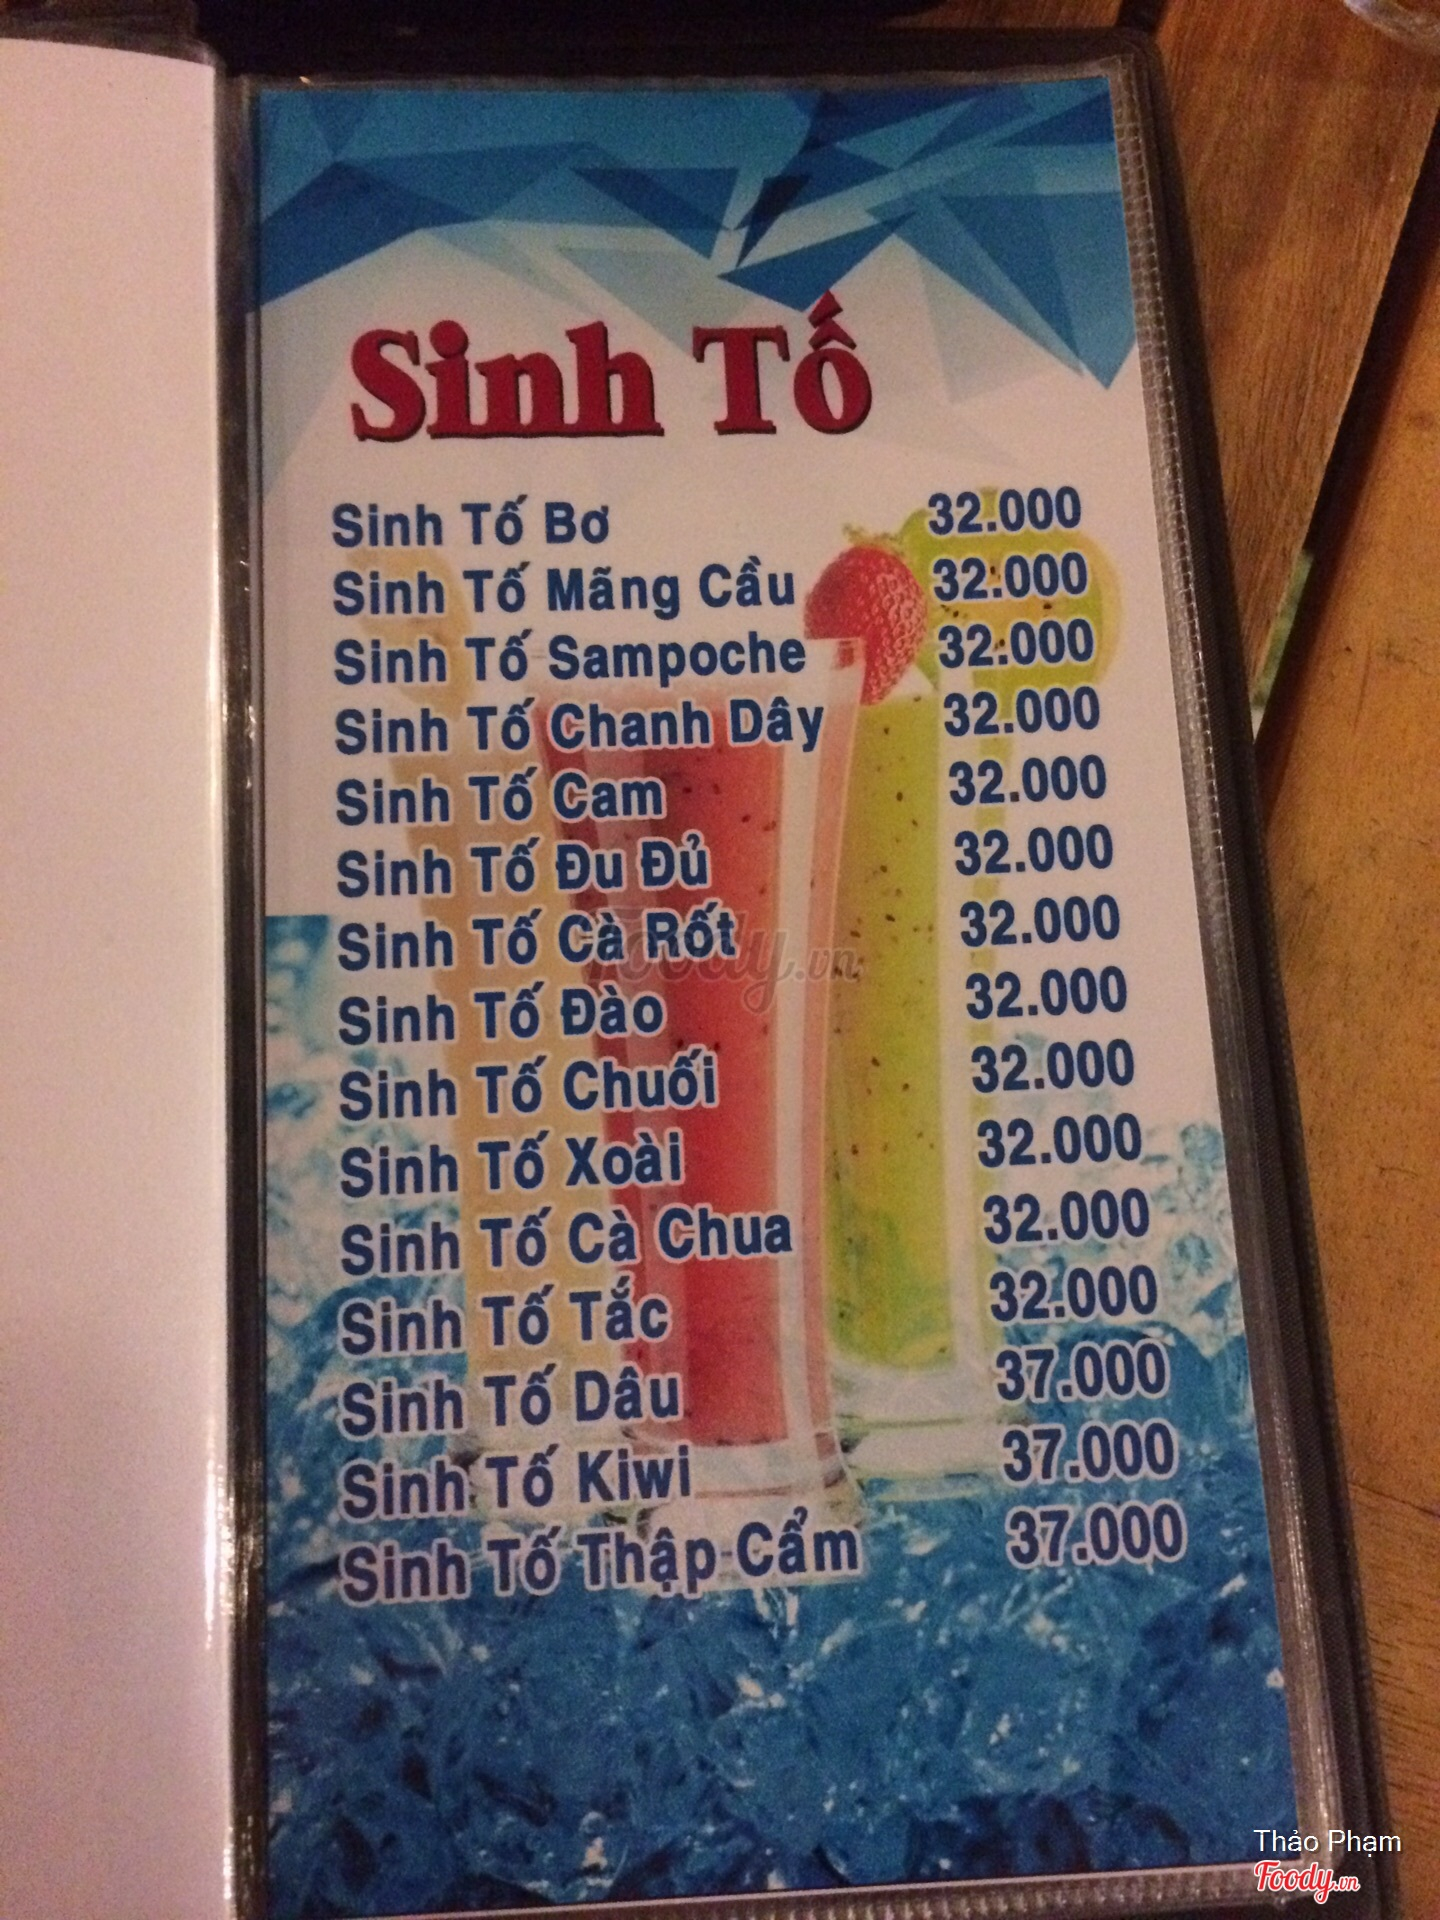 Sinh Tố
Sinh Tố Bơ 32.000
Sinh Tố Mãng Cầu 32.000
Sinh Tố Sampoche 32.000
Sinh Tố Chanh Dây 32.000
Sinh Tố Cam 32.000
Sinh Tố Đu Đủ 32.000
Sinh Tố Cà Rốt 32.000
Sinh Tố Đào 32.000
Sinh Tố Chuối 32.000
Sinh Tố Xoài 32.000
Sinh Tố Cà Chua 32.000
Sinh Tố Tắc 32.000
Sinh Tố Dâu 37.000
Sinh Tố Kiwi 37.000
Sinh Tố Thập Cẩm 37.000
Foody.vn
Thảo Phạm
Foody.vn